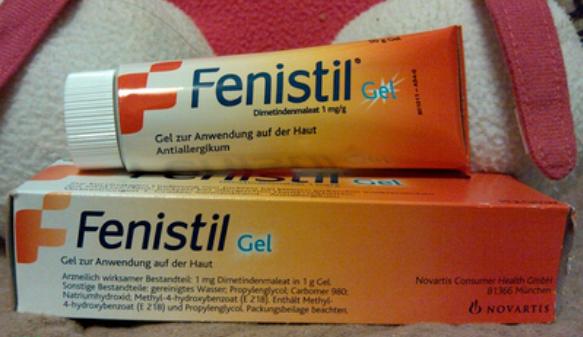 Fenistil® Gel
Dimetindenmaleat 1 mg/g
Gel zur Anwendung auf der Haut
Antiallergikum
Fenistil Gel
Fenistil Gel
Gel zur Anwendung auf der Haut
Arzneilich wirksamer Bestandteil: 1 mg Dimetindenmaleat in 1 g Gel.
Sonstige Bestandteile: gereinigtes Wasser; Propylenglycol; Carbomer 980;
Natriumhydroxid; Methyl-4-hydroxybenzoat (E 218). Enthält Methyl-
4-hydroxybenzoat (E 218) und Propylenglycol. Packungsbeilage beachten.
Novartis Consumer Health GmbH
81366 München
NOVARTIS